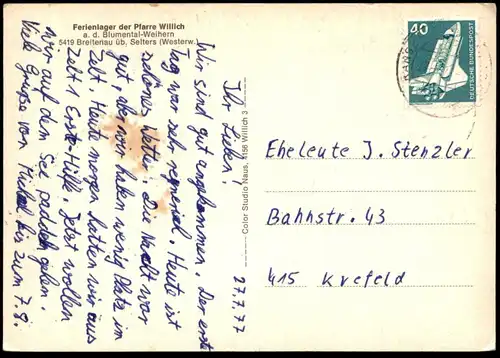 Ferienlager der Pfarre Willich
a. d. Blumental-Weihern
5419 Breitenau üb. Selters (Westerw.
27.7.77
Ihr Lieben!
Wir sind gut angekommen. Der erste
Tag war sehr regnerisch. Heute ist
schönes Wetter. Die Nacht war
gut, aber wir haben wenig Platz im
Zelt. Heute morgen hatten wir aus
Zelt 1 Erste-Hilfe. Jetzt wollen
wir auf den See paddeln gehen.
Viele Grüsse von Michael bis zum 7.8.
Color Studio Naus, 4156 Willich 3
40
DEUTSCHE BUNDESPOST
Eheleute J. Stenzler
Bahnstr. 43
415 Krefeld